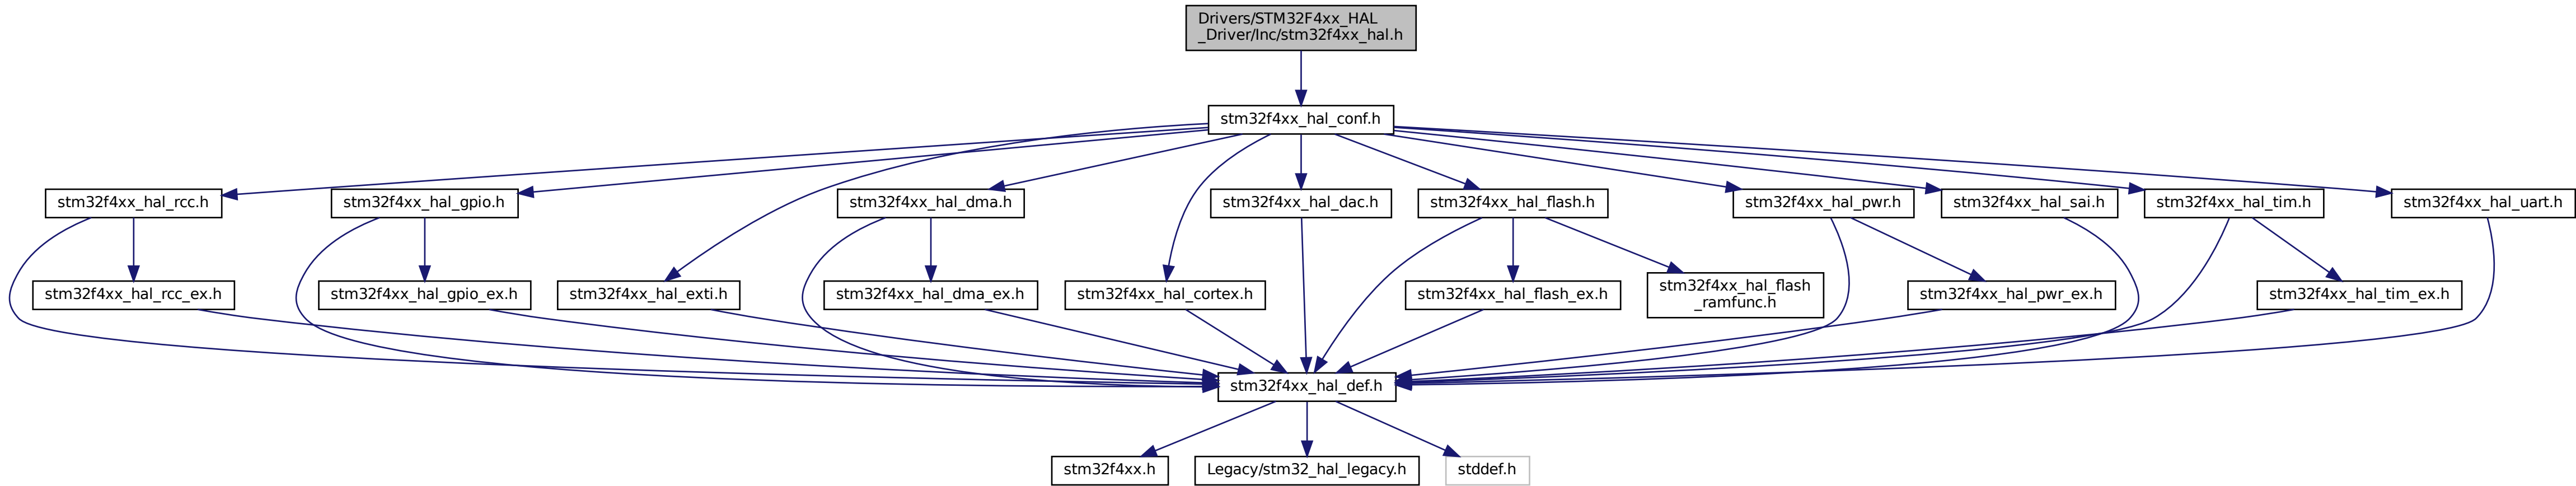 Drivers/STM32F4xx_HAL
_Driver/Inc/stm32f4xx_hal.h
stm32f4xx_hal_conf.h
stm32f4xx_hal_rcc.h
stm32f4xx_hal_gpio.h
stm32f4xx_hal_dma.h
stm32f4xx_hal_dac.h
stm32f4xx_hal_flash.h
stm32f4xx_hal_pwr.h
stm32f4xx_hal_sai.h
stm32f4xx_hal_tim.h
stm32f4xx_hal_uart.h
stm32f4xx_hal_rcc_ex.h
stm32f4xx_hal_gpio_ex.h
stm32f4xx_hal_exti.h
stm32f4xx_hal_dma_ex.h
stm32f4xx_hal_cortex.h
stm32f4xx_hal_flash_ex.h
stm32f4xx_hal_flash
_ramfunc.h
stm32f4xx_hal_pwr_ex.h
stm32f4xx_hal_tim_ex.h
stm32f4xx_hal_def.h
stm32f4xx.h
Legacy/stm32_hal_legacy.h
stddef.h